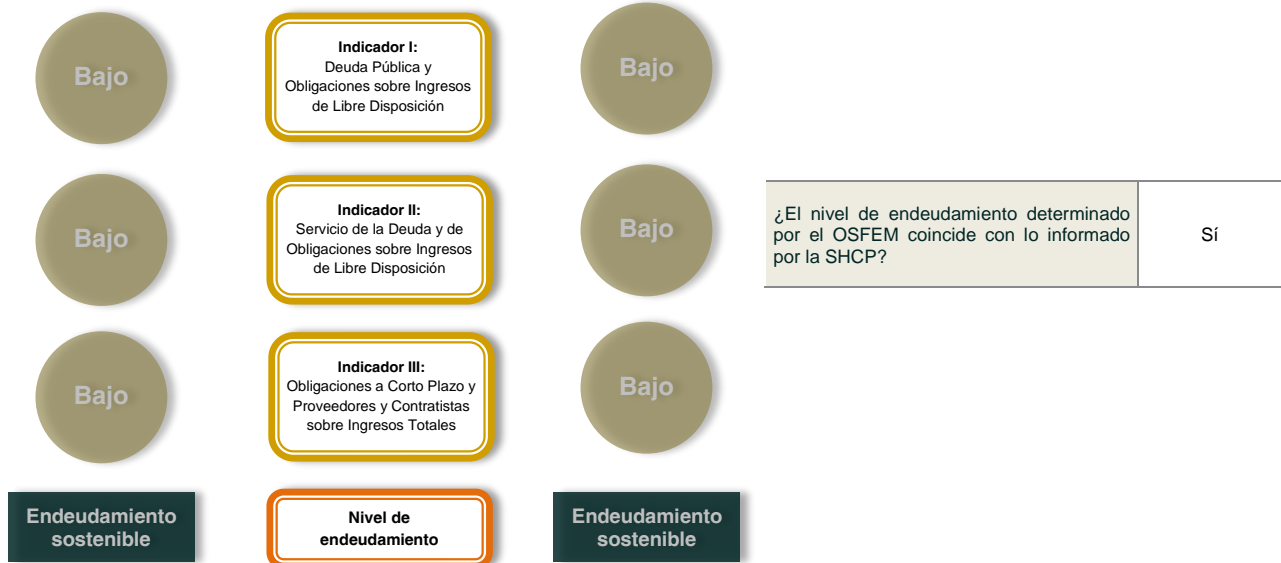 Bajo
Indicador I:
Deuda Pública y
Obligaciones sobre Ingresos
de Libre Disposición
Bajo
Bajo
Indicador II:
Servicio de la Deuda y de
Obligaciones sobre Ingresos
de Libre Disposición
Bajo
¿El nivel de endeudamiento determinado
por el OSFEM coincide con lo informado
por la SHCP?
Sí
Bajo
Indicador III:
Obligaciones a Corto Plazo y
Proveedores y Contratistas
sobre Ingresos Totales
Bajo
Endeudamiento
sostenible
Nivel de
endeudamiento
Endeudamiento
sostenible